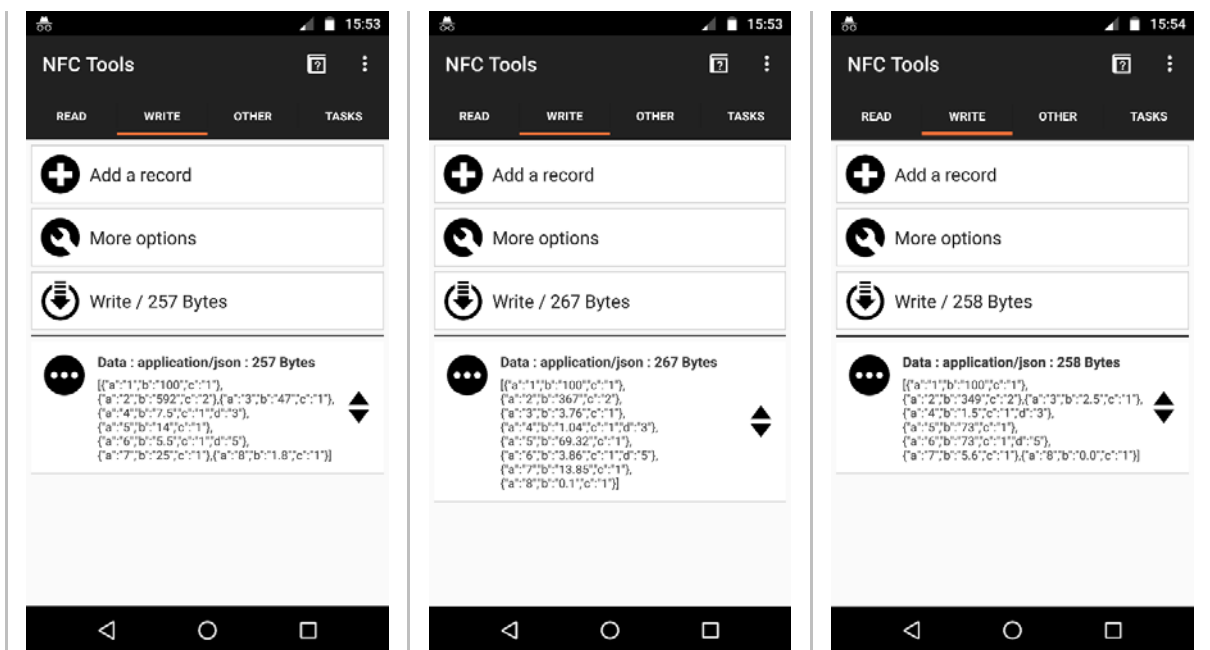 15:53
NFC Tools
READ WRITE OTHER TASKS
Add a record
More options
Write / 257 Bytes
Data : application/json : 257 Bytes
[{"a":"1","b":"100","c":"1"},
{"a":"2","b":"592","c":"2"},{"a":"3","b":"47","c":"1"},
{"a":"4","b":"7.5","c":"1","d":"3"},
{"a":"5","b":"14","c":"1"},
{"a":"6","b":"5.5","c":"1","d":"5"},
{"a":"7","b":"25","c":"1"},{"a":"8","b":"1.8","c":"1"}]
15:53
NFC Tools
READ WRITE OTHER TASKS
Add a record
More options
Write / 267 Bytes
Data : application/json : 267 Bytes
[{"a":"1","b":"100","c":"1"},
{"a":"2","b":"367","c":"2"},
{"a":"3","b":"3.76","c":"1"},
{"a":"4","b":"1.04","c":"1","d":"3"},
{"a":"5","b":"69.32","c":"1"},
{"a":"6","b":"3.86","c":"1","d":"5"},
{"a":"7","b":"13.85","c":"1"},
{"a":"8","b":"0.1","c":"1"}]
15:54
NFC Tools
READ WRITE OTHER TASKS
Add a record
More options
Write / 258 Bytes
Data : application/json : 258 Bytes
[{"a":"1","b":"100","c":"1"},
{"a":"2","b":"349","c":"2"},{"a":"3","b":"2.5","c":"1"},
{"a":"4","b":"1.5","c":"1","d":"3"},
{"a":"5","b":"73","c":"1"},
{"a":"6","b":"73","c":"1","d":"5"},
{"a":"7","b":"5.6","c":"1"},{"a":"8","b":"0.0","c":"1"}]